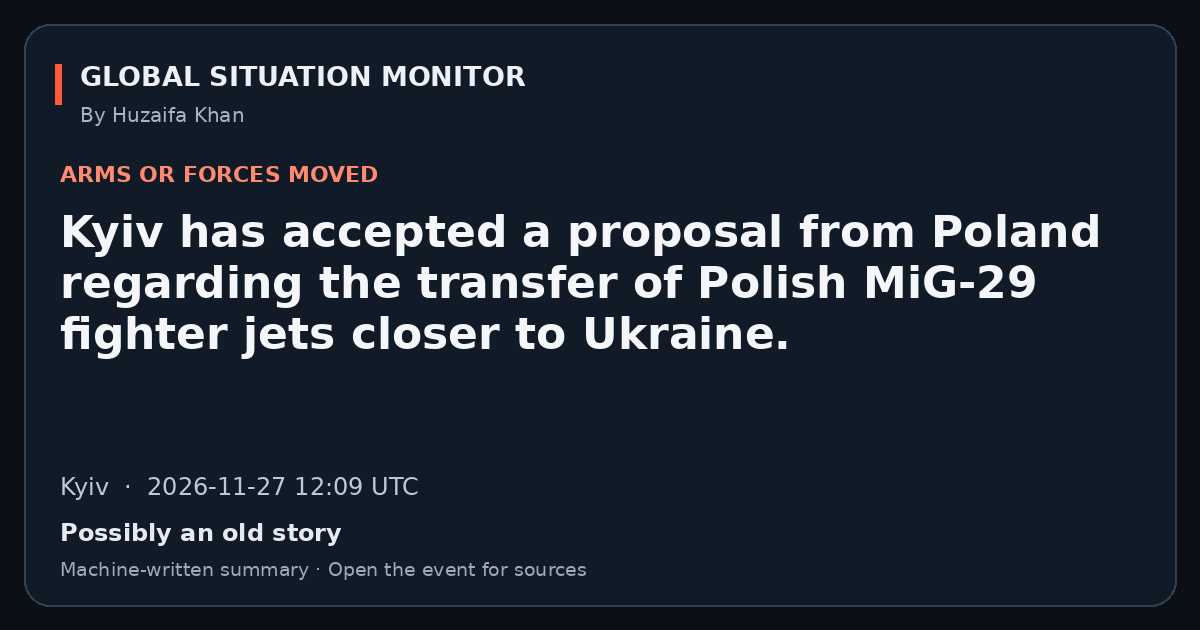 GLOBAL SITUATION MONITOR
By Huzaifa Khan
ARMS OR FORCES MOVED
Kyiv has accepted a proposal from Poland
regarding the transfer of Polish MiG-29
fighter jets closer to Ukraine.
Kyiv · 2026-11-27 12:09 UTC
Possibly an old story
Machine-written summary · Open the event for sources